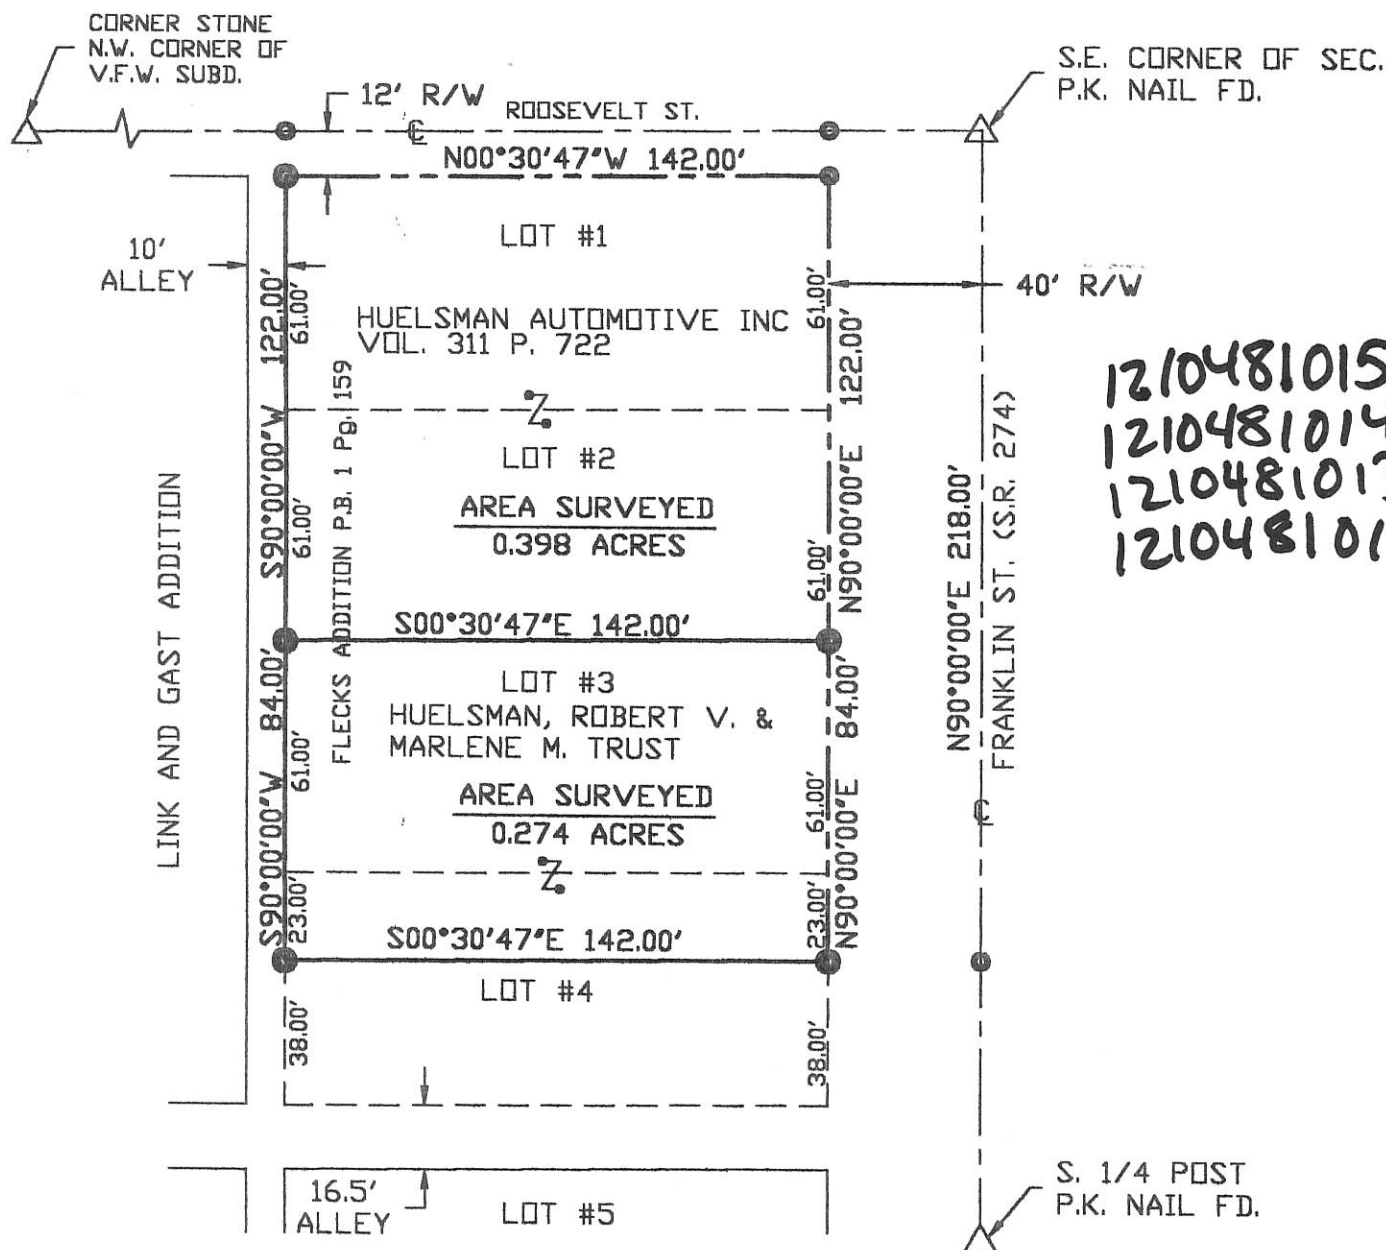 CORNER STONE
N.W. CORNER OF
V.F.W. SUBD.
S.E. CORNER OF SEC.
P.K. NAIL FD.
12' R/W
ROOSEVELT ST.
N00°30'47"W 142.00'
LOT #1
10'
ALLEY
40' R/W
S90°00'00"W 122.00'
61.00'
61.00'
N90°00'00"E 122.00'
HUELSMAN AUTOMOTIVE INC
VOL. 311 P. 722
LOT #2
AREA SURVEYED
0.398 ACRES
61.00'
61.00'
FLECKS ADDITION P.B. 1 Pg. 159
LINK AND GAST ADDITION
N90°00'00"E 218.00'
FRANKLIN ST. (S.R. 274)
1210481015
121048101
121048101
121048101
S00°30'47"E 142.00'
LOT #3
HUELSMAN, ROBERT V. &
MARLENE M. TRUST
S90°00'00"W 84.00'
61.00'
61.00'
N90°00'00"E 84.00'
AREA SURVEYED
0.274 ACRES
23.00'
23.00'
S00°30'47"E 142.00'
LOT #4
38.00'
38.00'
16.5'
ALLEY
LOT #5
S. 1/4 POST
P.K. NAIL FD.